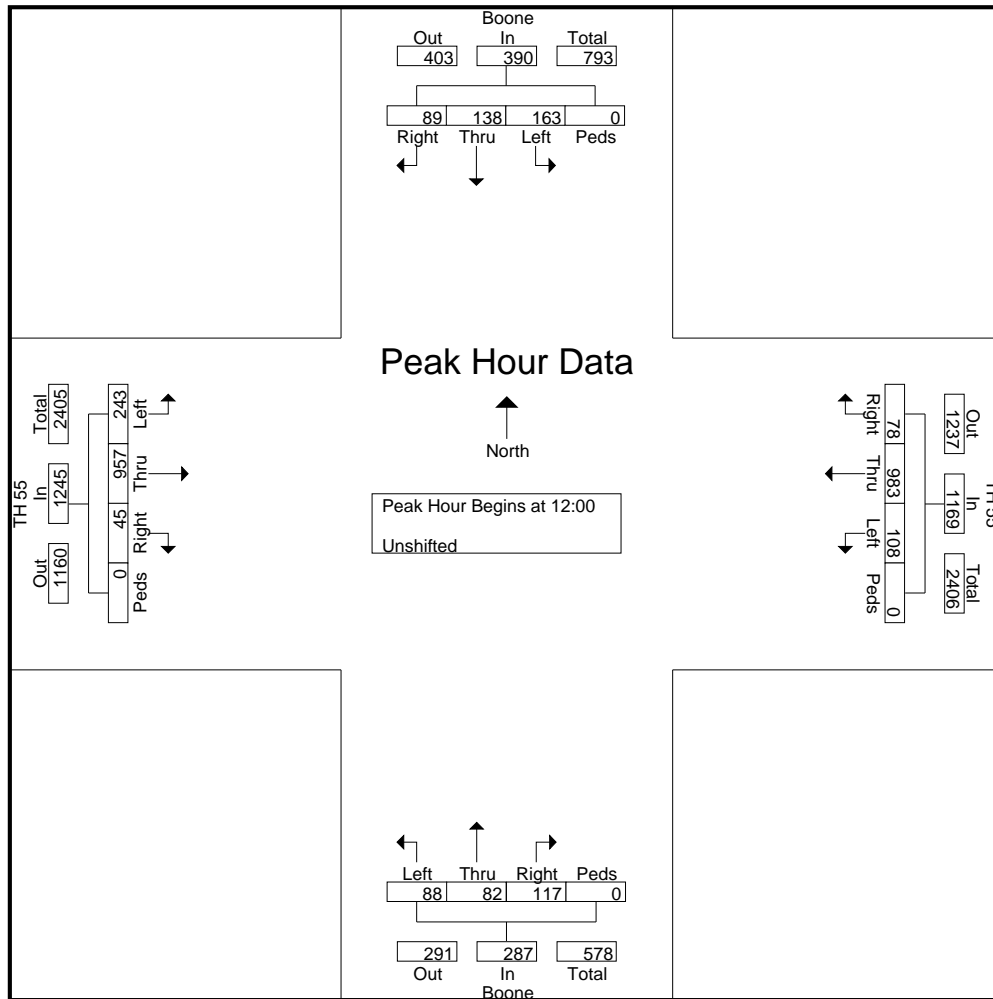 Boone
Out In Total
403 390 793
89 138 163 0
Right Thru Left Peds
Peak Hour Data
North
Peak Hour Begins at 12:00
Unshifted
TH 55
Total In Out
2405 1245 1160
243 957 45 0
Left Thru Right Peds
TH 55
Out In Total
1237 1169 2406
78 983 108 0
Right Thru Left Peds
Left Thru Right Peds
88 82 117 0
291 287 578
Out In Total
Boone